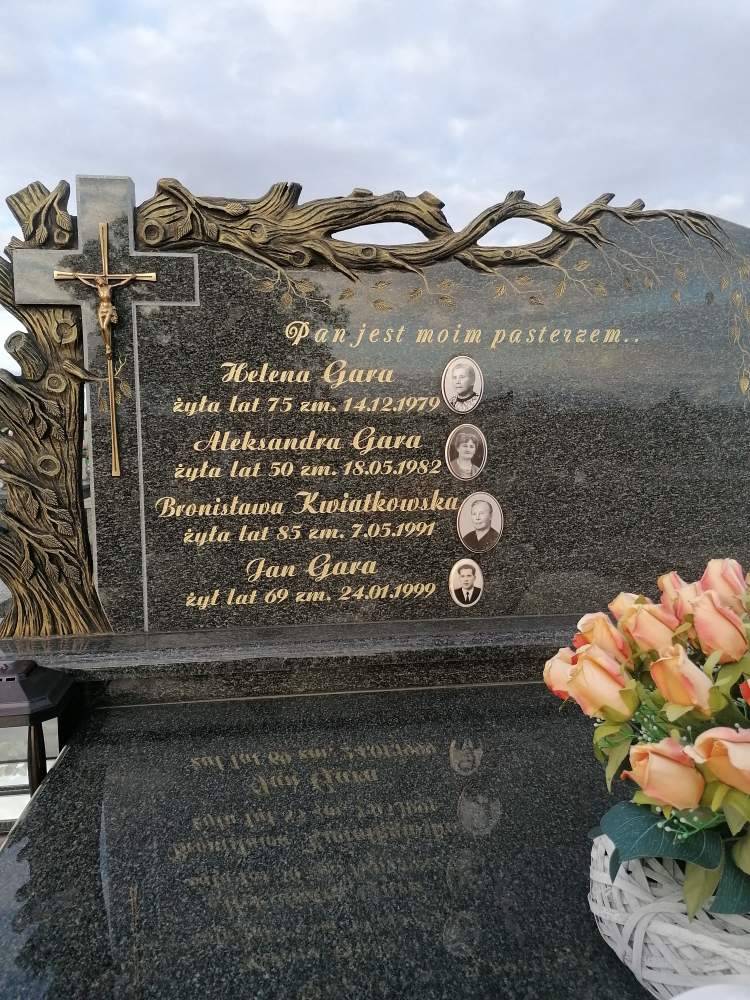 Pan jest moim pasterzem..
Helena Gara
żyła lat 75 zm. 14.12.1979
Aleksandra Gara
żyła lat 50 zm. 18.05.1982
Bronisława Kwiatkowska
żyła lat 85 zm. 7.05.1991
Jan Gara
żył lat 69 zm. 24.01.1999